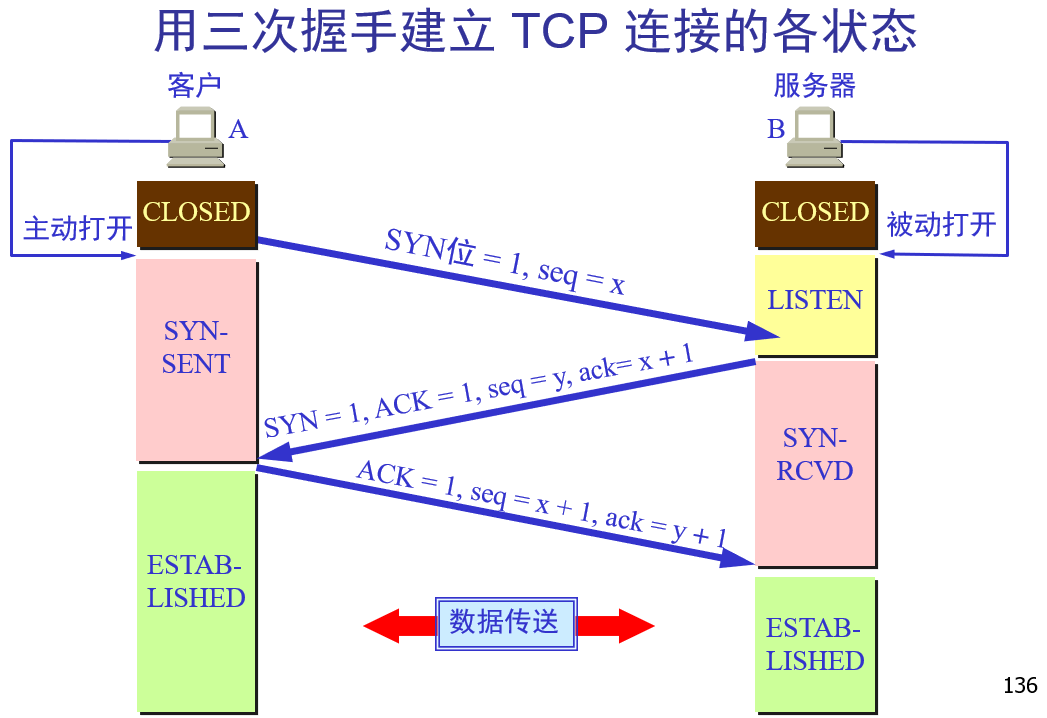 用三次握手建立 TCP 连接的各状态
客户
服务器
A
B
CLOSED
CLOSED
主动打开
被动打开
SYN位 = 1, seq = x
LISTEN
SYN-
SENT
SYN = 1, ACK = 1, seq = y, ack= x + 1
SYN-
RCVD
ACK = 1, seq = x + 1, ack = y + 1
ESTAB-
LISHED
数据传送
ESTAB-
LISHED
136